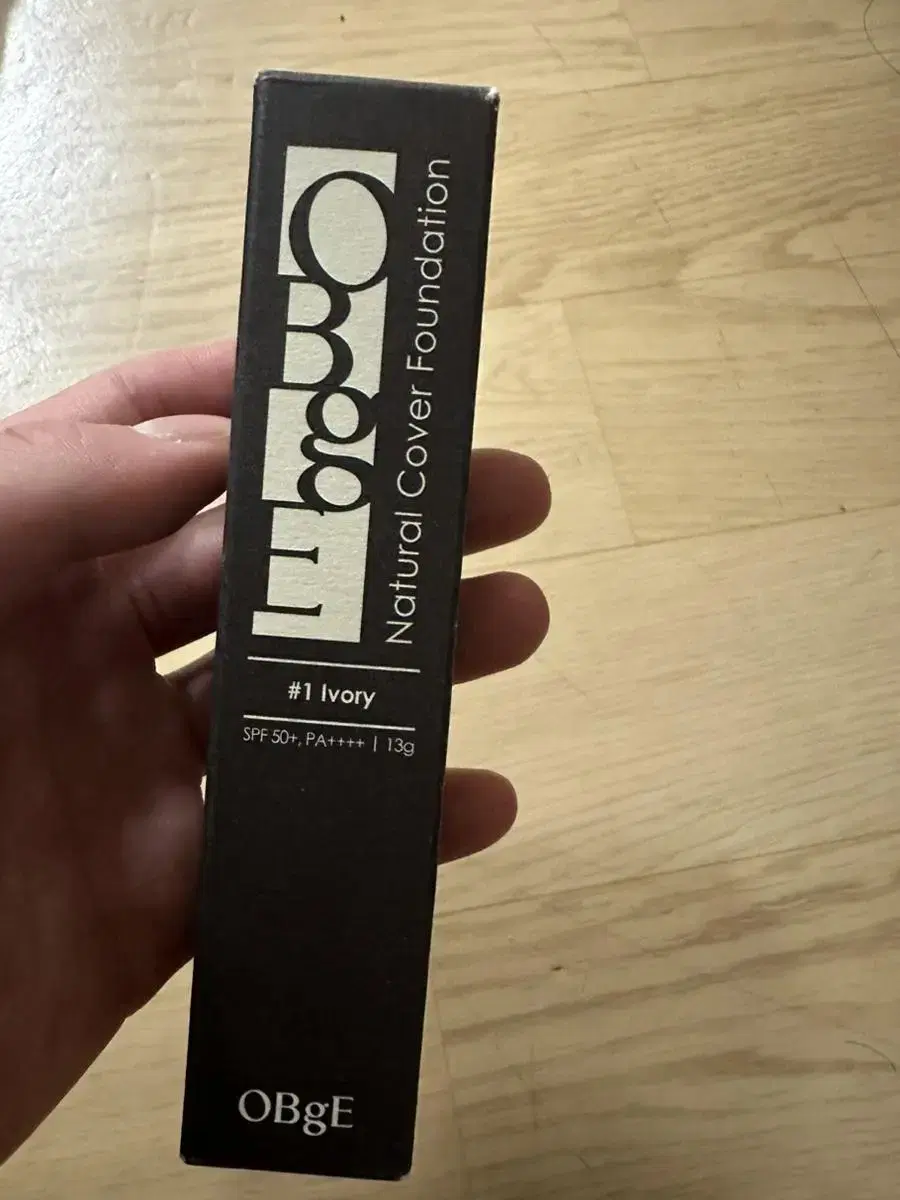 OBgE
Natural Cover Foundation
#1 Ivory
SPF 50+, PA++++ | 13g
OBgE